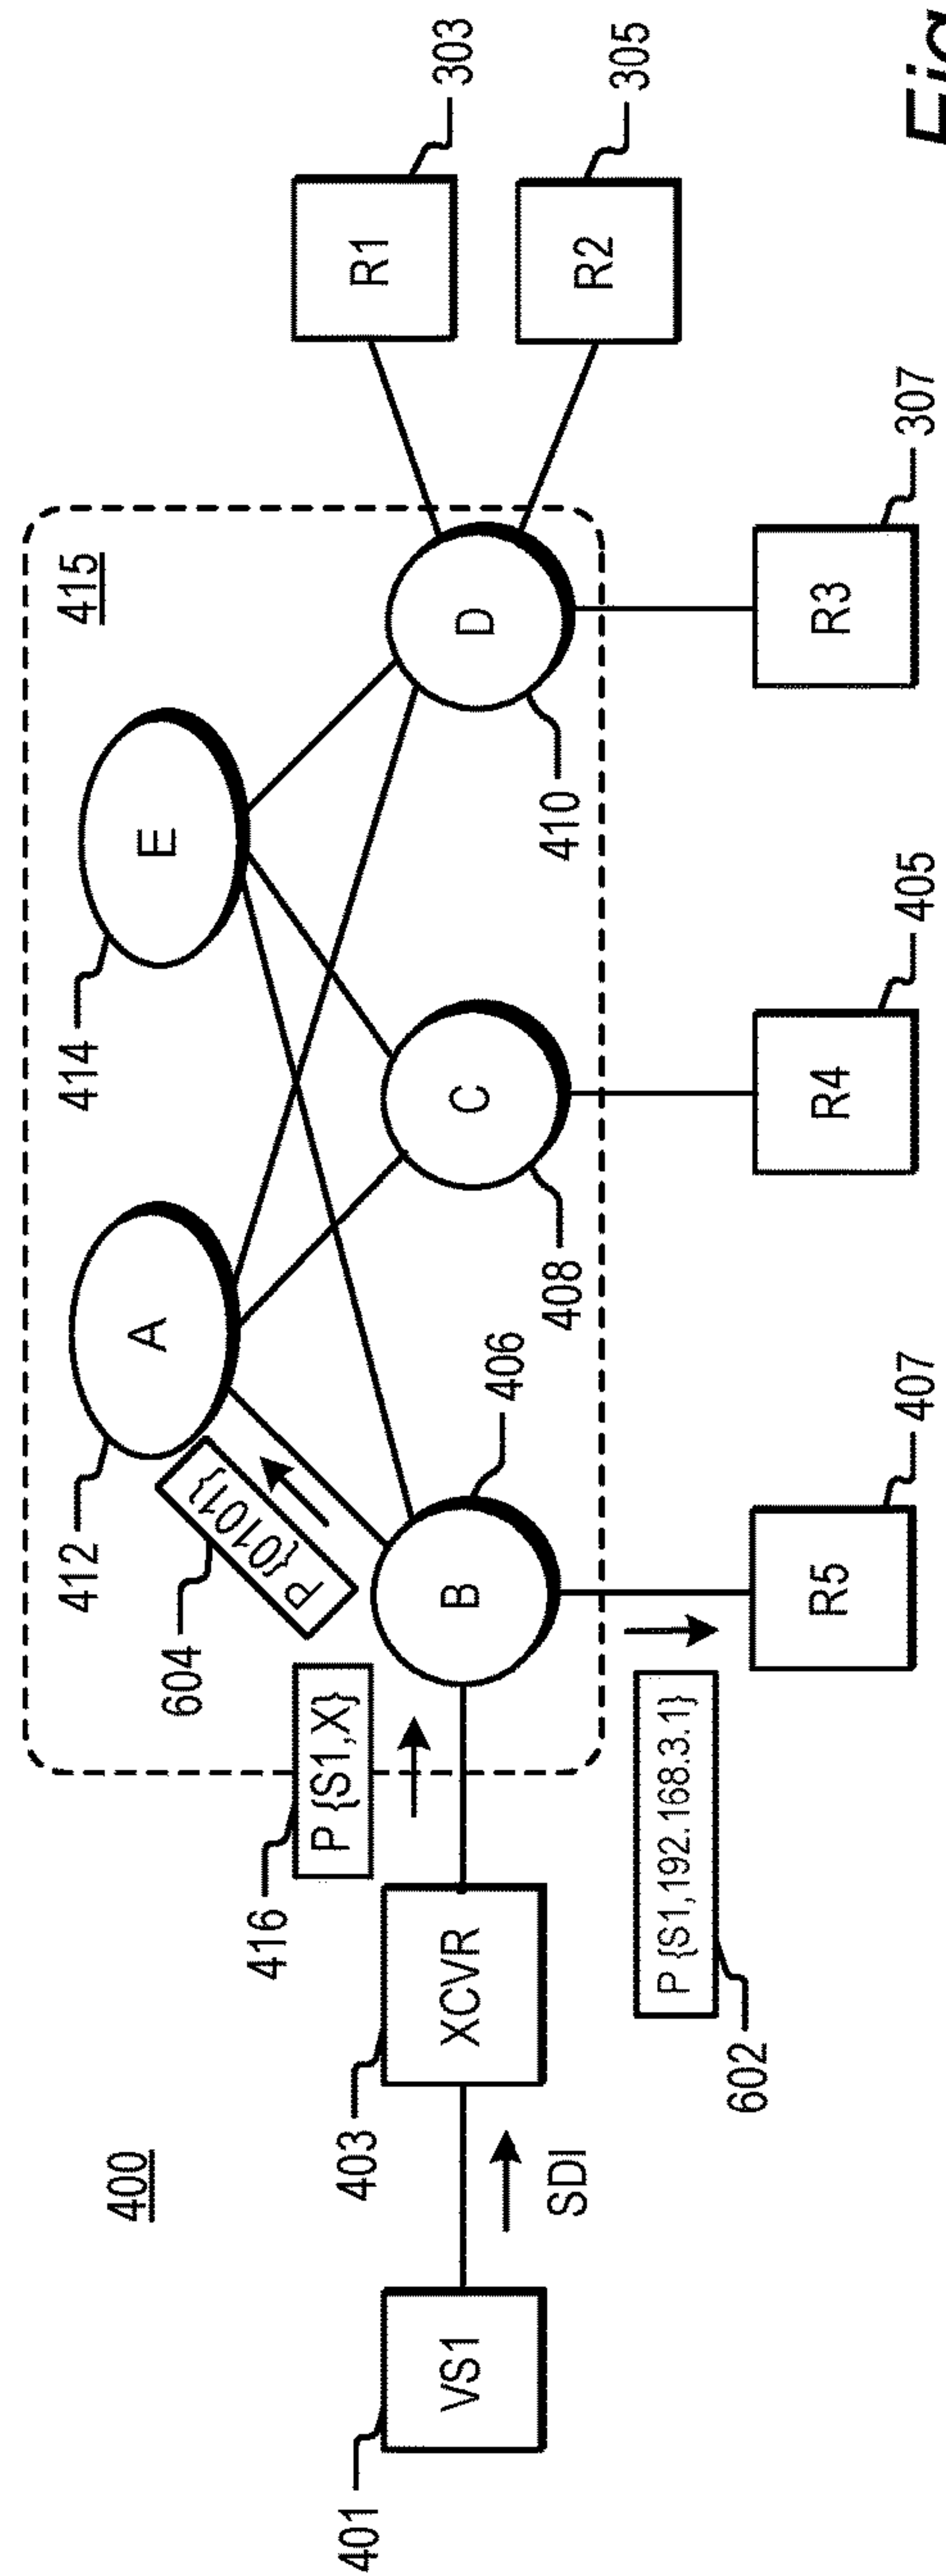 400
401
VS1
SDI
403
XCVR
416
P {S1,X}
602
P {S1,192.168.3.1}
604
P {0101}
412
A
414
E
415
B
406
C
408
D
410
R5
407
R4
405
R3
307
R1
303
R2
305
Fig